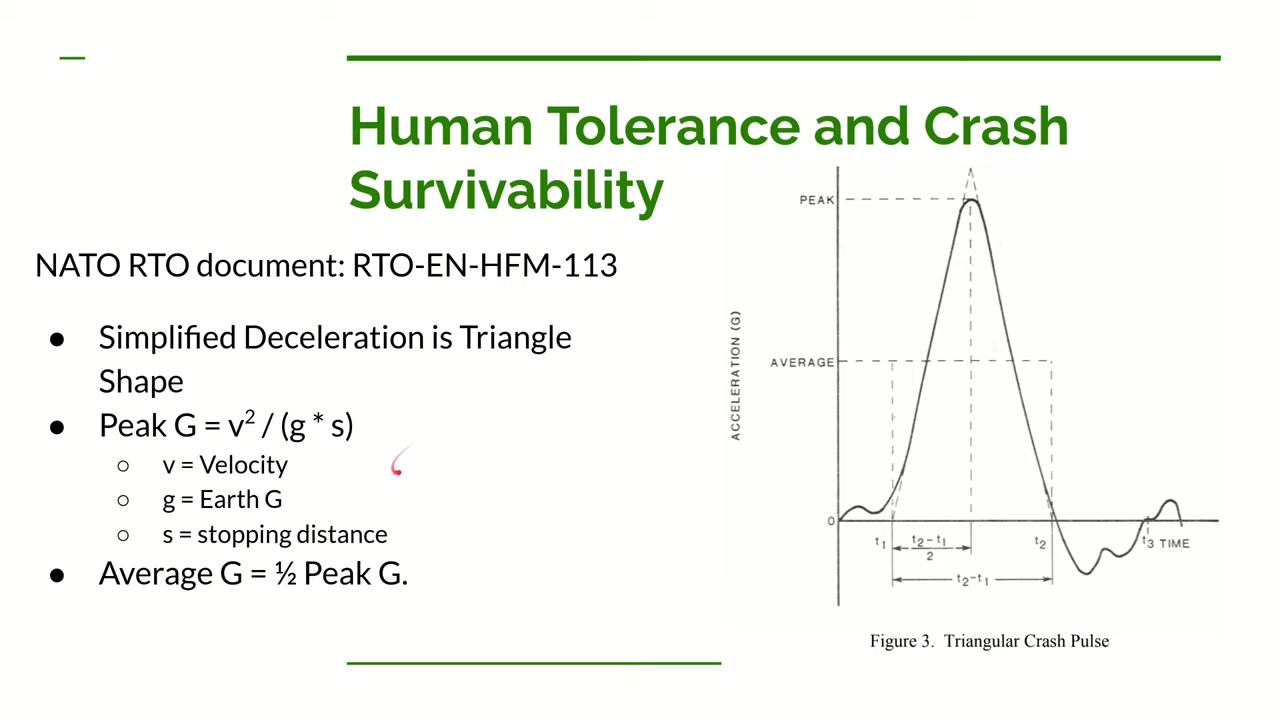 Human Tolerance and Crash
Survivability
NATO RTO document: RTO-EN-HFM-113
● Simplified Deceleration is Triangle
Shape
● Peak G = v² / (g * s)
○ v = Velocity
○ g = Earth G
○ s = stopping distance
● Average G = ½ Peak G.
PEAK
AVERAGE
ACCELERATION (G)
0
t₁
t₂ – t₁
2
t₂
t₃ TIME
t₂–t₁
Figure 3. Triangular Crash Pulse